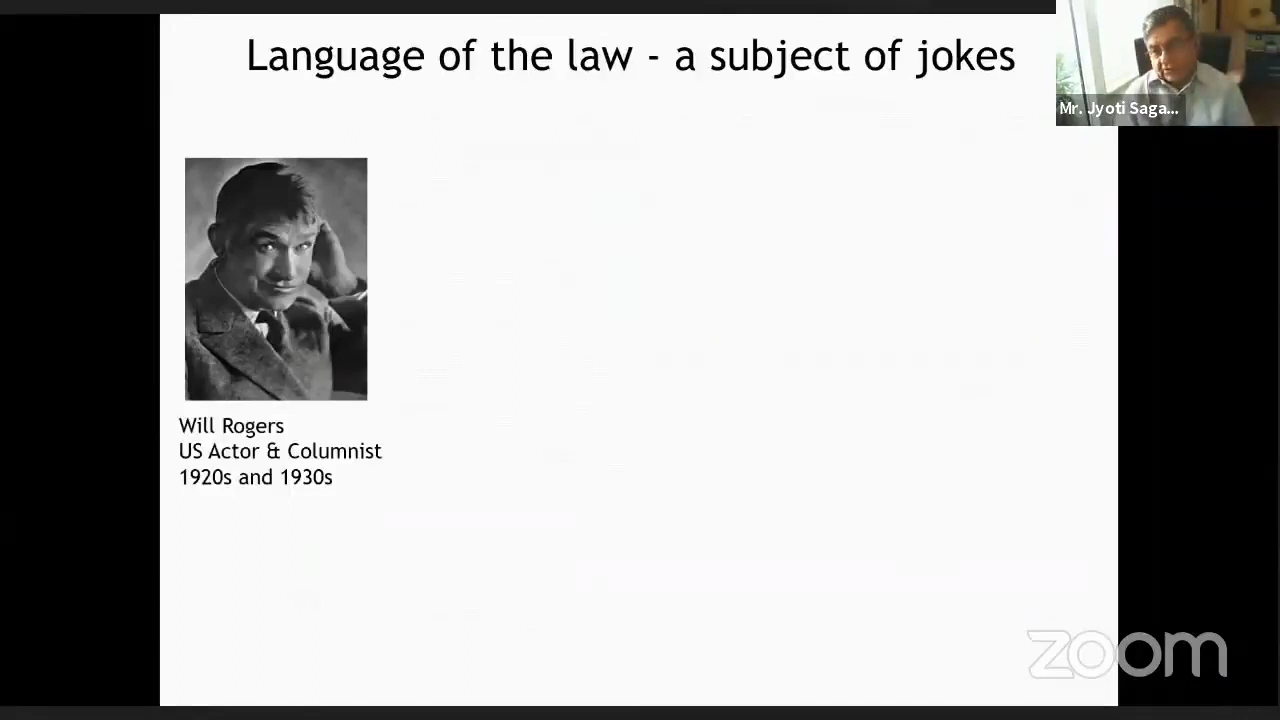 Language of the law - a subject of jokes
Mr. Jyoti Saga...
Will Rogers
US Actor & Columnist
1920s and 1930s
zoom